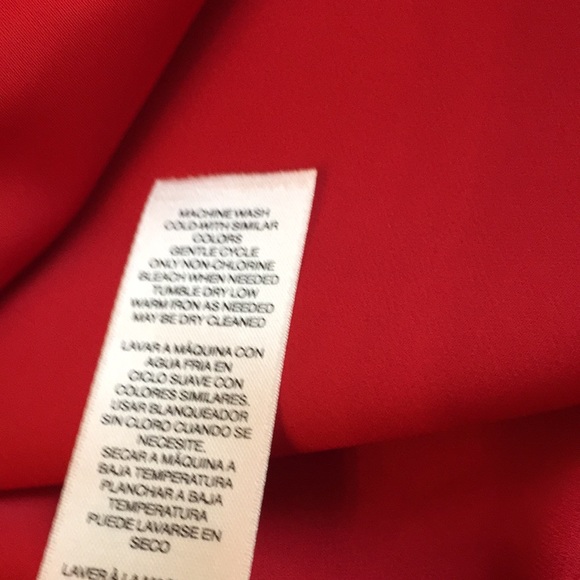 MACHINE WASH
COLD WITH SIMILAR
COLORS
GENTLE CYCLE
ONLY NON-CHLORINE
BLEACH WHEN NEEDED
TUMBLE DRY LOW
WARM IRON AS NEEDED
MAY BE DRY CLEANED
LAVAR A MÁQUINA CON
AGUA FRIA EN
CICLO SUAVE CON
COLORES SIMILARES.
USAR BLANQUEADOR
SIN CLORO CUANDO SE
NECESITE.
SECAR A MÁQUINA A
BAJA TEMPERATURA
PLANCHAR A BAJA
TEMPERATURA
PUEDE LAVARSE EN
SECO
LAVER À LA